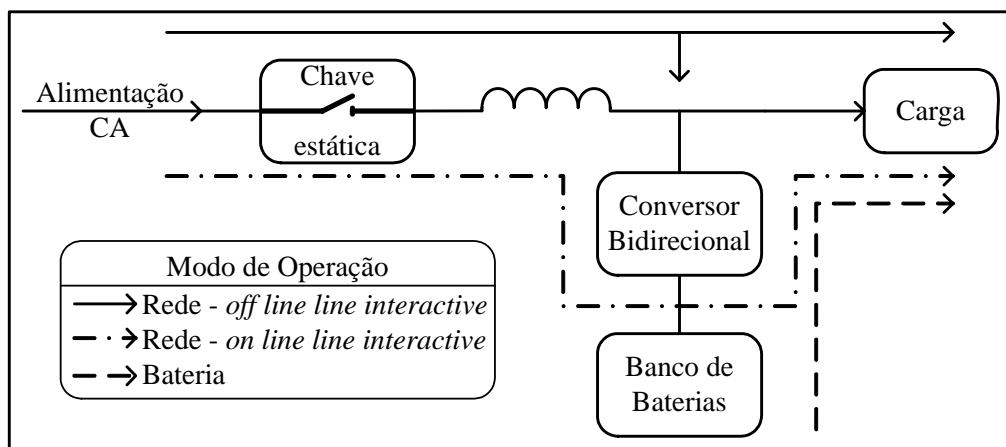 Alimentação
CA
Chave
estática
Carga
Conversor
Bidirecional
Banco de
Baterias
Modo de Operação
Rede - off line line interactive
Rede - on line line interactive
Bateria